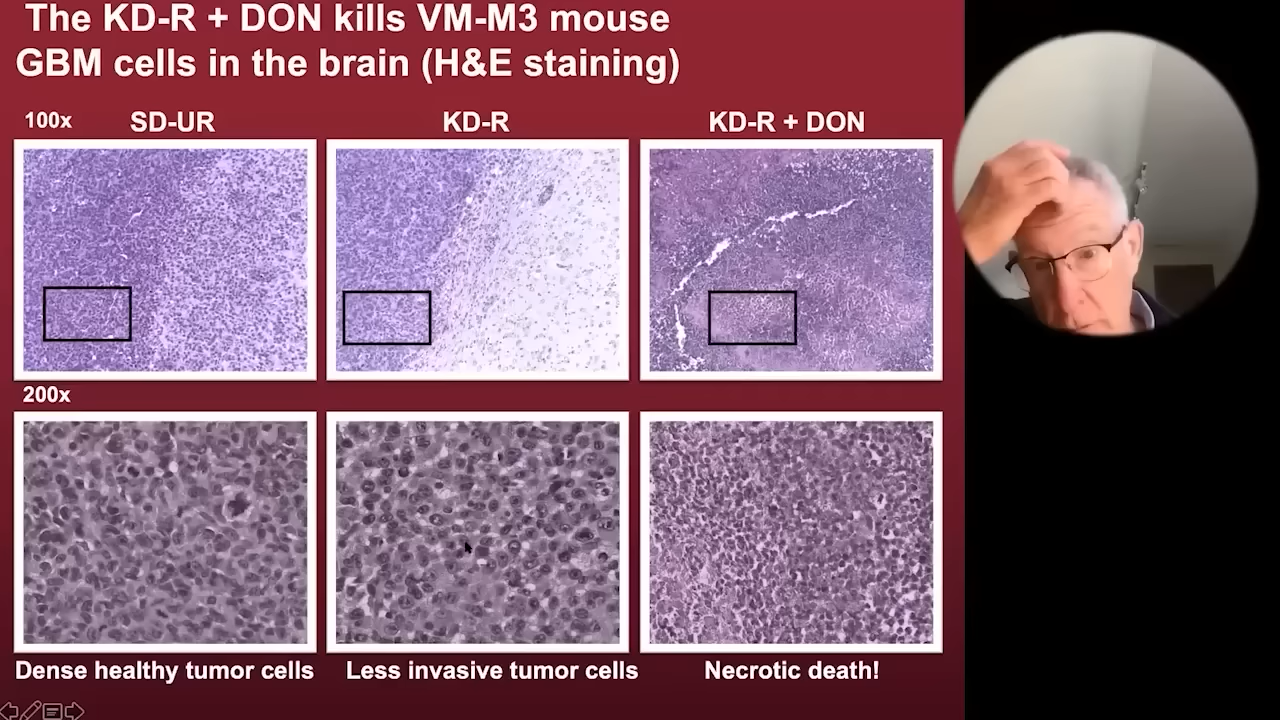 The KD-R + DON kills VM-M3 mouse
GBM cells in the brain (H&E staining)
100x
SD-UR
KD-R
KD-R + DON
200x
Dense healthy tumor cells
Less invasive tumor cells
Necrotic death!